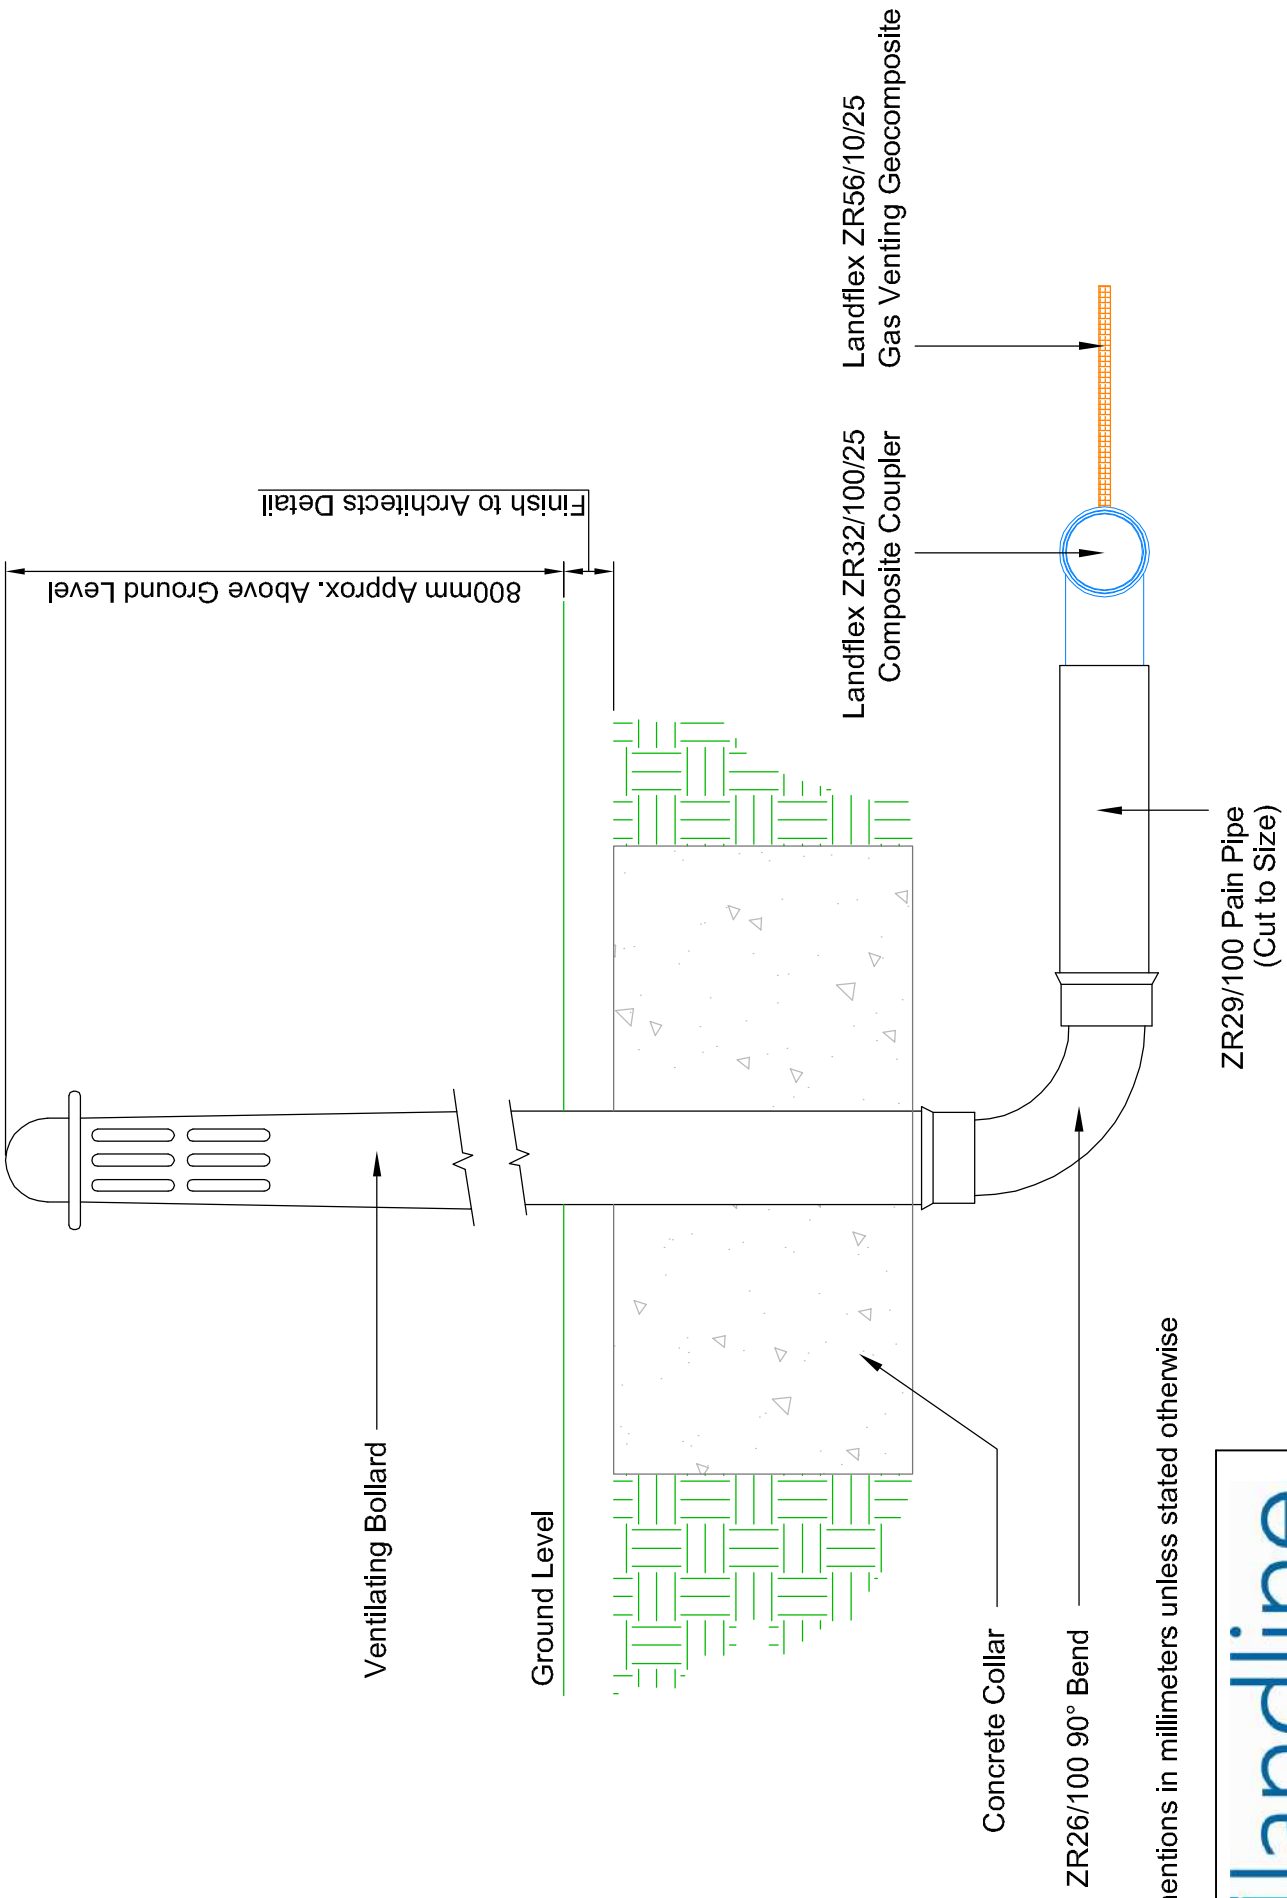 800mm Approx. Above Ground Level
Finish to Architects Detail
Ventilating Bollard
Ground Level
Landflex ZR32/100/25
Composite Coupler
Landflex ZR56/10/25
Gas Venting Geocomposite
Concrete Collar
ZR26/100 90° Bend
ZR29/100 Pain Pipe
(Cut to Size)
in millimeters unless stated otherwise
landline